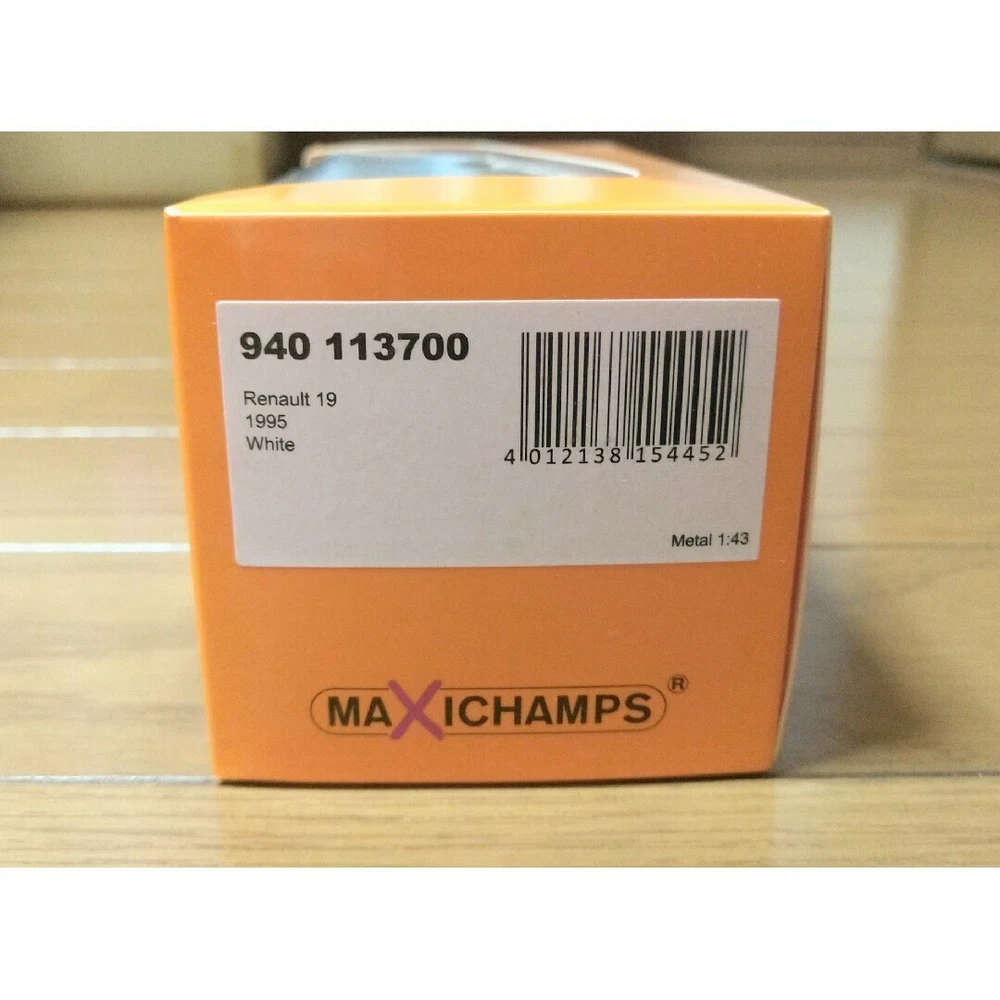 940 113700
Renault 19
1995
White
4 012138 154452
Metal 1:43
MAXICHAMPS®